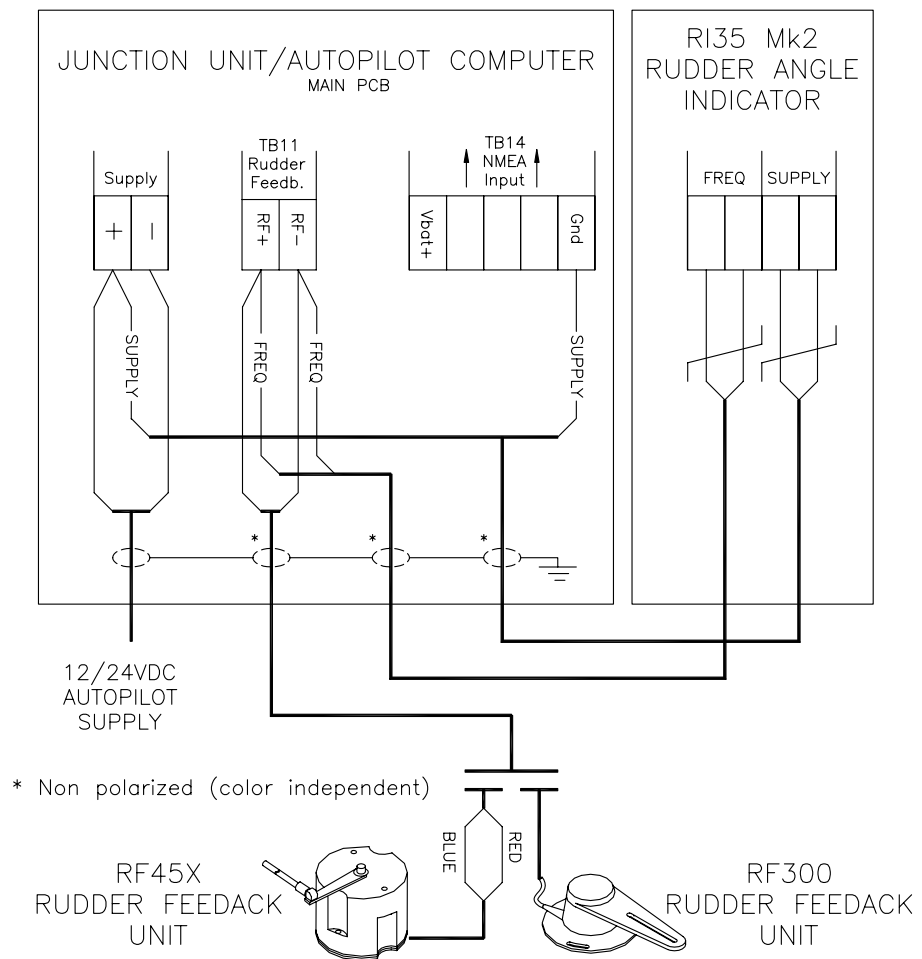 JUNCTION UNIT/AUTOPILOT COMPUTER
MAIN PCB
RI35 Mk2
RUDDER ANGLE
INDICATOR
Supply
+ -
TB11
Rudder
Feedb.
RF+ RF-
TB14
NMEA
Input
Vbat+
Gnd
FREQ SUPPLY
SUPPLY
FREQ
FREQ
SUPPLY
* * *
12/24VDC
AUTOPILOT
SUPPLY
* Non polarized (color independent)
BLUE
RED
RF45X
RUDDER FEEDACK
UNIT
RF300
RUDDER FEEDACK
UNIT